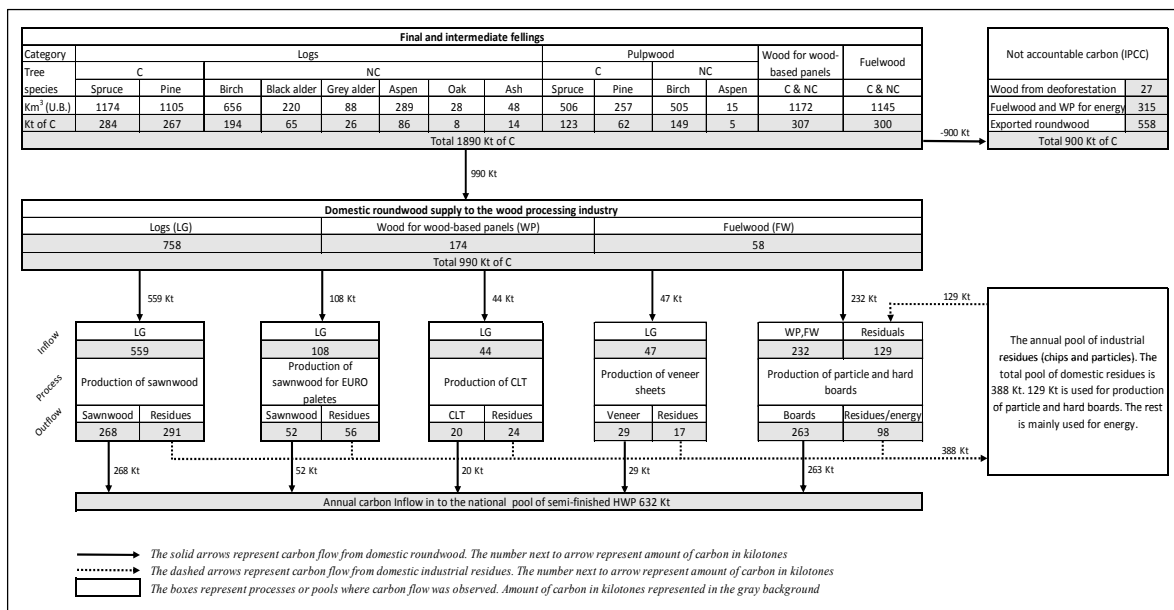 Final and intermediate fellings
Category Logs Pulpwood Wood for wood-based panels Fuelwood
Tree species C NC C NC
Spruce Pine Birch Black alder Grey alder Aspen Oak Ash Spruce Pine Birch Aspen C & NC C & NC
Km³ (U.B.) 1174 1105 656 220 88 289 28 48 506 257 505 15 1172 1145
Kt of C 284 267 194 65 26 86 8 14 123 62 149 5 307 300
Total 1890 Kt of C
-900 Kt
Not accountable carbon (IPCC)
Wood from deoforestation 27
Fuelwood and WP for energy 315
Exported roundwood 558
Total 900 Kt of C
990 Kt
Domestic roundwood supply to the wood processing industry
Logs (LG) Wood for wood-based panels (WP) Fuelwood (FW)
758 174 58
Total 990 Kt of C
559 Kt 108 Kt 44 Kt 47 Kt 232 Kt 129 Kt
Inflow
LG LG LG LG WP,FW Residuals
559 108 44 47 232 129
Process
Production of sawnwood
Production of
sawnwood for EURO
paletes
Production of CLT
Production of veneer
sheets
Production of particle and hard
boards
Outflow
Sawnwood Residues Sawnwood Residues CLT Residues Veneer Residues Boards Residues/energy
268 291 52 56 20 24 29 17 263 98
388 Kt
268 Kt 52 Kt 20 Kt 29 Kt 263 Kt
The annual pool of industrial
residues (chips and particles). The
total pool of domestic residues is
388 Kt. 129 Kt is used for production
of particle and hard boards. The rest
is mainly used for energy.
Annual carbon Inflow in to the national pool of semi-finished HWP 632 Kt
The solid arrows represent carbon flow from domestic roundwood. The number next to arrow represent amount of carbon in kilotones
The dashed arrows represent carbon flow from domestic industrial residues. The number next to arrow represent amount of carbon in kilotones
The boxes represent processes or pools where carbon flow was observed. Amount of carbon in kilotones represented in the gray background